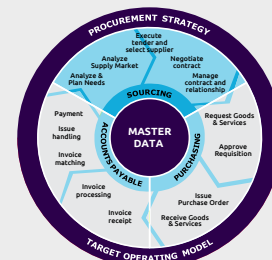 PROCUREMENT STRATEGY
Execute
tender and
select supplier
Analyze
Supply Market
Negotiate
contract
Analyze &
Plan Needs
Manage
contract and
relationship
SOURCING
Payment
Issue
handling
Invoice
matching
Invoice
processing
Invoice
receipt
ACCOUNTS PAYABLE
MASTER
DATA
PURCHASING
Request Goods
& Services
Approve
Requisition
Issue
Purchase Order
Receive Goods
& Services
TARGET OPERATING MODEL